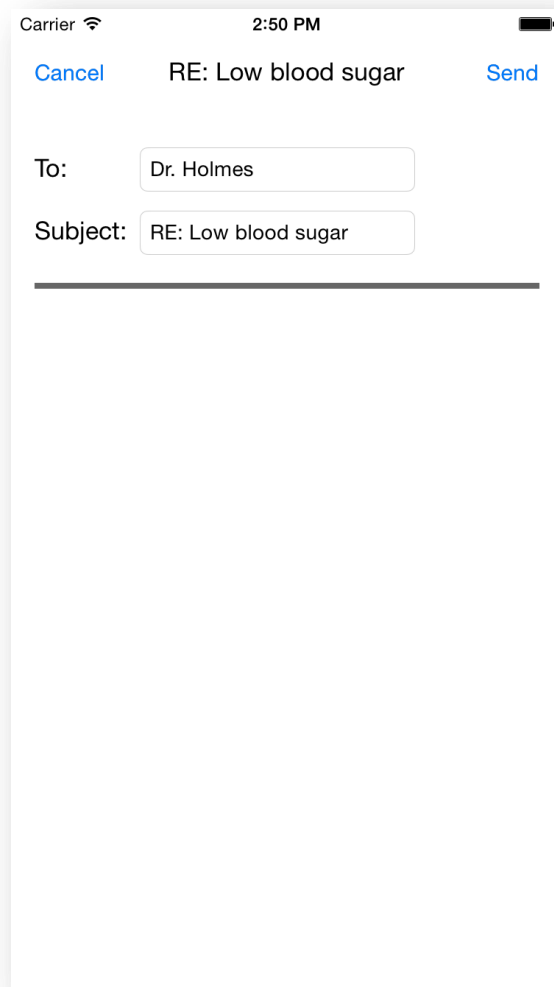 Carrier 2:50 PM
Cancel RE: Low blood sugar Send
To: Dr. Holmes
Subject: RE: Low blood sugar